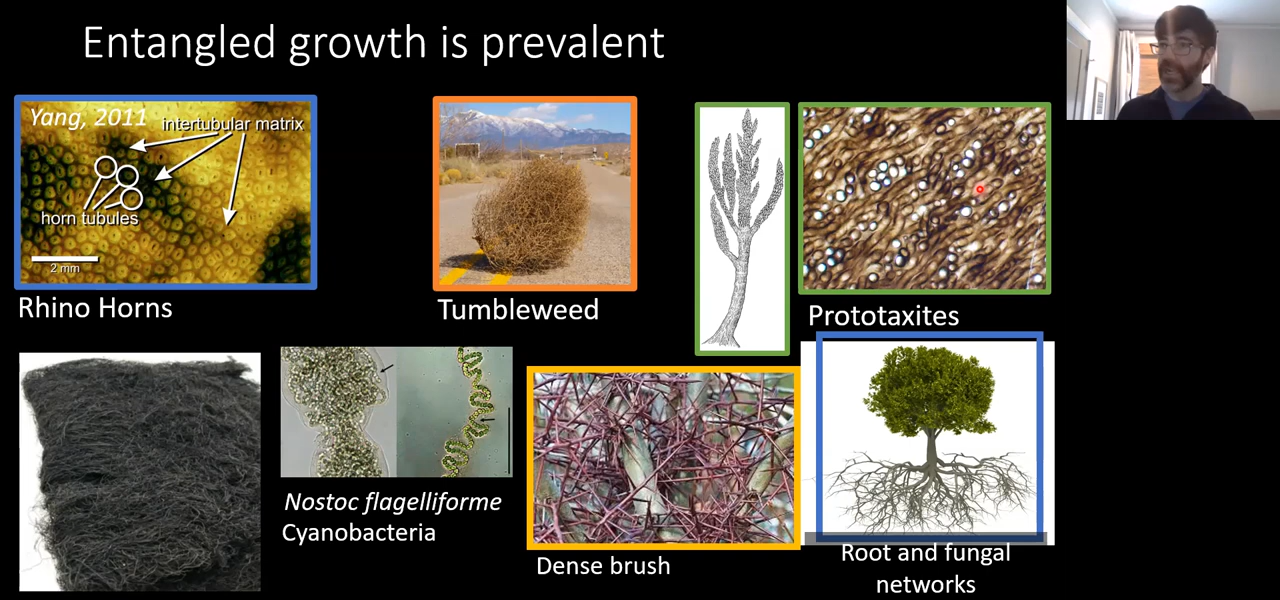 Entangled growth is prevalent
Yang, 2011
intertubular matrix
horn tubules
2 mm
Rhino Horns
Tumbleweed
Prototaxites
Nostoc flagelliforme
Cyanobacteria
Dense brush
Root and fungal
networks